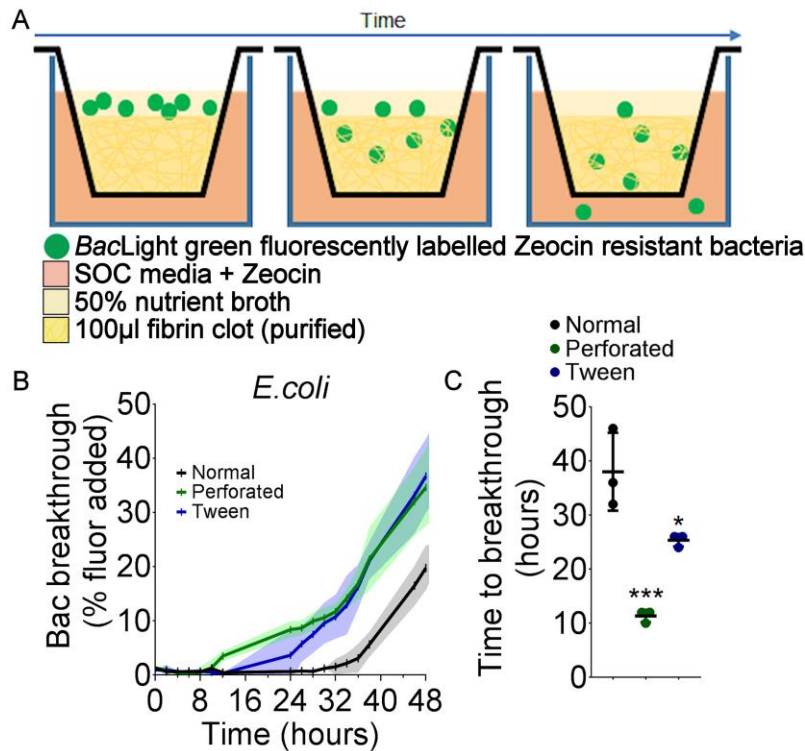 A
Time
BacLight green fluorescently labelled Zeocin resistant bacteria
SOC media + Zeocin
50% nutrient broth
100µl fibrin clot (purified)
B
E.coli
Bac breakthrough
(% fluor added)
50
40
30
20
10
0
Normal
Perforated
Tween
0 8 16 24 32 40 48
Time (hours)
C
Normal
Perforated
Tween
Time to breakthrough
(hours)
50
40
30
20
10
0
***
*